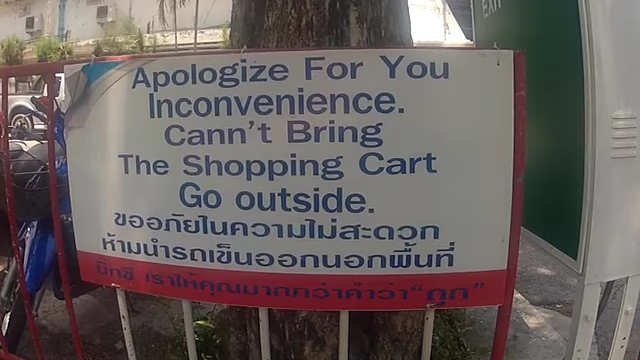 EXIT
Apologize For You
Inconvenience.
Cann't Bring
The Shopping Cart
Go outside.
ขออภัยในความไม่สะดวก
ห้ามนำรถเข็นออกนอกพื้นที่
บิ๊กซี เราให้คุณมากกว่าคำว่า"ถูก"